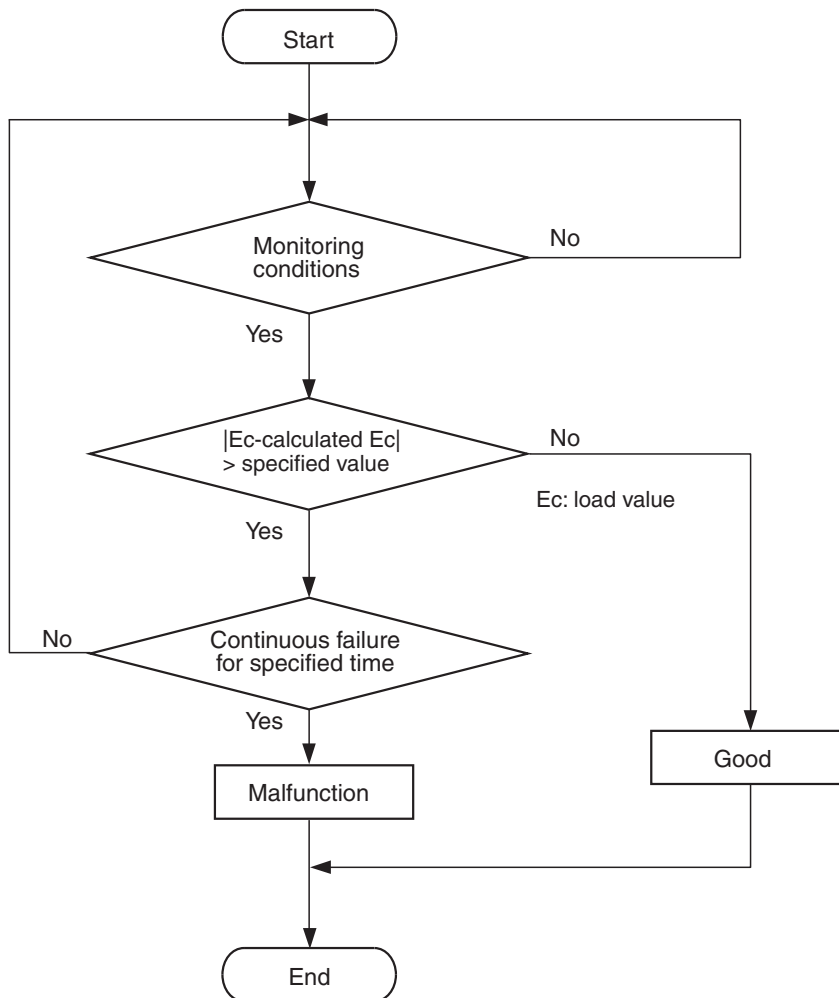 Start
Monitoring
conditions
No
Yes
|Ec-calculated Ec|
> specified value
No
Ec: load value
Yes
Continuous failure
for specified time
No
Yes
Malfunction
Good
End